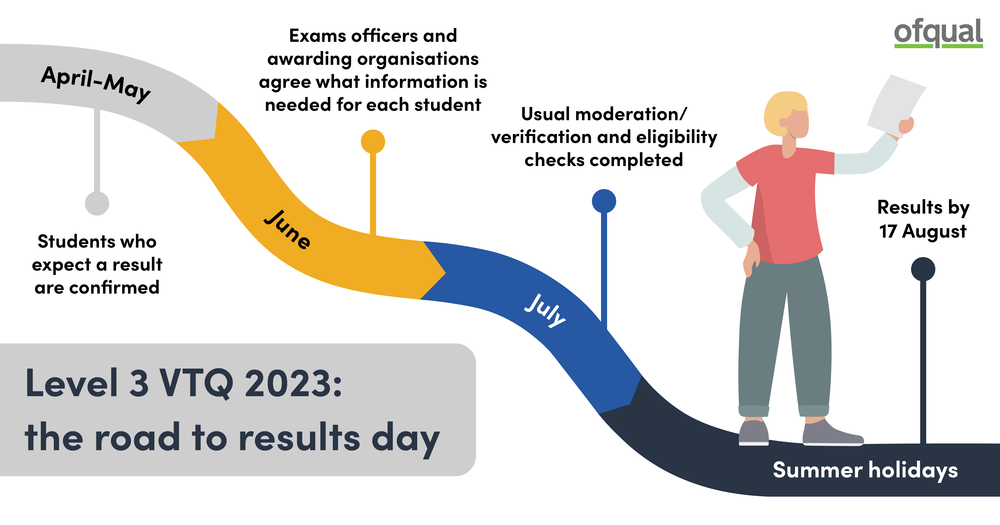 ofqual
April-May
Students who
expect a result
are confirmed
Exams officers and
awarding organisations
agree what information is
needed for each student
June
Usual moderation/
verification and eligibility
checks completed
July
Results by
17 August
Summer holidays
Level 3 VTQ 2023:
the road to results day